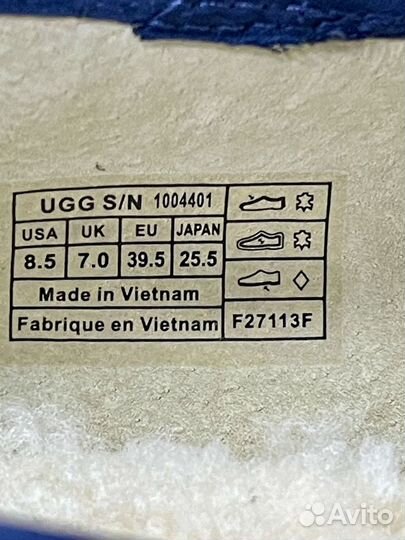 UGG S/N 1004401
USA UK EU JAPAN
8.5 7.0 39.5 25.5
Made in Vietnam
Fabrique en Vietnam F27113F
Avito